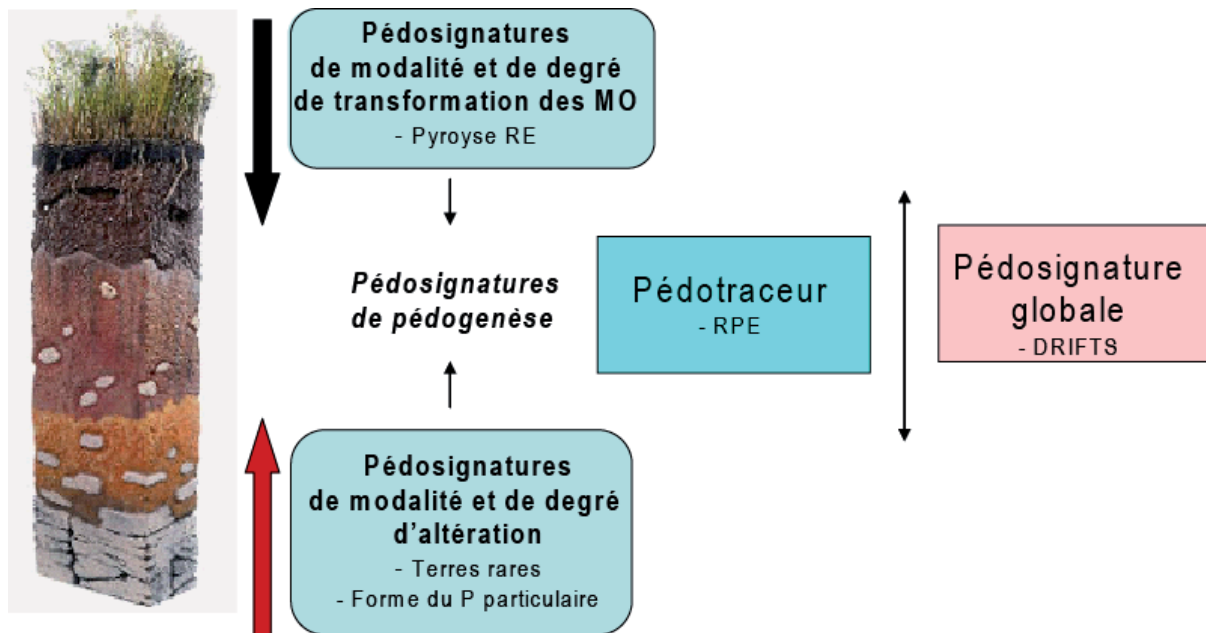 Pédosignatures
de modalité et de degré
de transformation des MO
- Pyroyse RE
Pédosignatures
de pédogenèse
Pédotraceur
- RPE
Pédosignature
globale
- DRIFTS
Pédosignatures
de modalité et de degré
d'altération
- Terres rares
- Forme du P particulaire